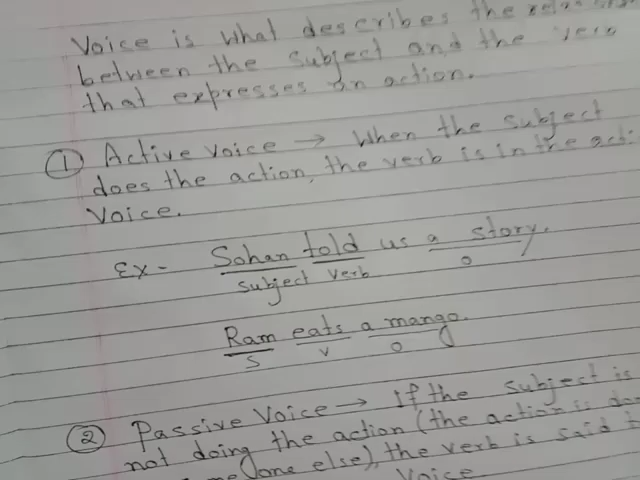 Voice is what describes the
between the subject and the verb
that expresses an action.
① Active voice → When the subject
does the action, the verb is in the
voice.
Ex- Sohan told us a story.
subject verb O
Ram eats a mango.
S V O
② Passive Voice → If the subject is
not doing the action (the action is
one else), the verb is said
Voice